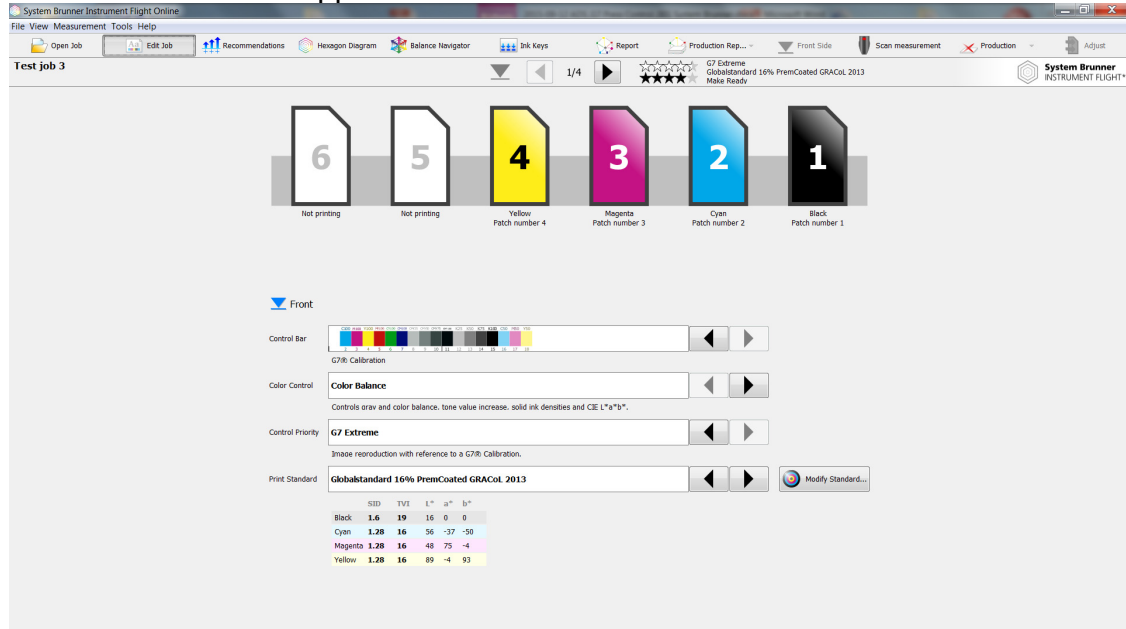 System Brunner Instrument Flight Online
File View Measurement Tools Help
Open Job Edit Job Recommendations Hexagon Diagram Balance Navigator Ink Keys Report Production Rep... Front Side Scan measurement Production Adjust
Test job 3
1/4
G7 Extreme
Globalstandard 16% PremCoated GRACoL 2013
Make Ready
System Brunner
INSTRUMENT FLIGHT®
6 5 4 3 2 1
Not printing Not printing Yellow Magenta Cyan Black
Patch number 4 Patch number 3 Patch number 2 Patch number 1
Front
Control Bar
G7® Calibration
Color Control Color Balance
Controls gray and color balance, tone value increase, solid ink densities and CIE L*a*b*.
Control Priority G7 Extreme
Image reproduction with reference to a G7® Calibration.
Print Standard Globalstandard 16% PremCoated GRACoL 2013 Modify Standard...
SID TVI L* a* b*
Black 1.6 19 16 0 0
Cyan 1.28 16 56 -37 -50
Magenta 1.28 16 48 75 -4
Yellow 1.28 16 89 -4 93